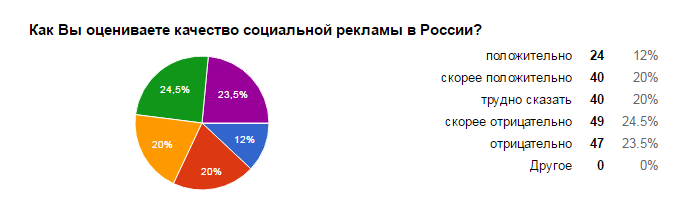 Как Вы оцениваете качество социальной рекламы в России?
положительно 24 12%
скорее положительно 40 20%
трудно сказать 40 20%
скорее отрицательно 49 24.5%
отрицательно 47 23.5%
Другое 0 0%
24,5%
23,5%
12%
20%
20%